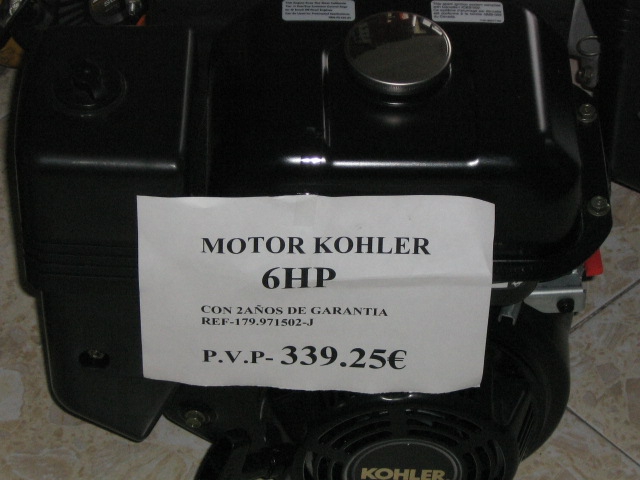 MOTOR KOHLER
6HP
CON 2AÑOS DE GARANTIA
REF-179.971502-J
P.V.P- 339.25€
KOHLER